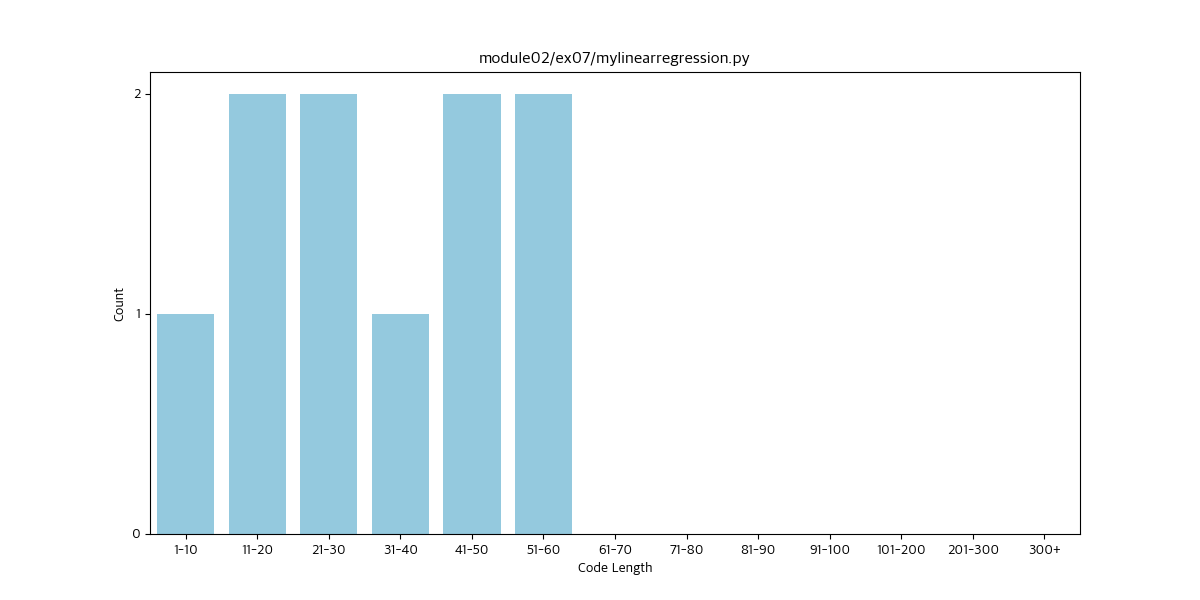 module02/ex07/mylinearregression.py
2
1
0
Count
1-10 11-20 21-30 31-40 41-50 51-60 61-70 71-80 81-90 91-100 101-200 201-300 300+
Code Length